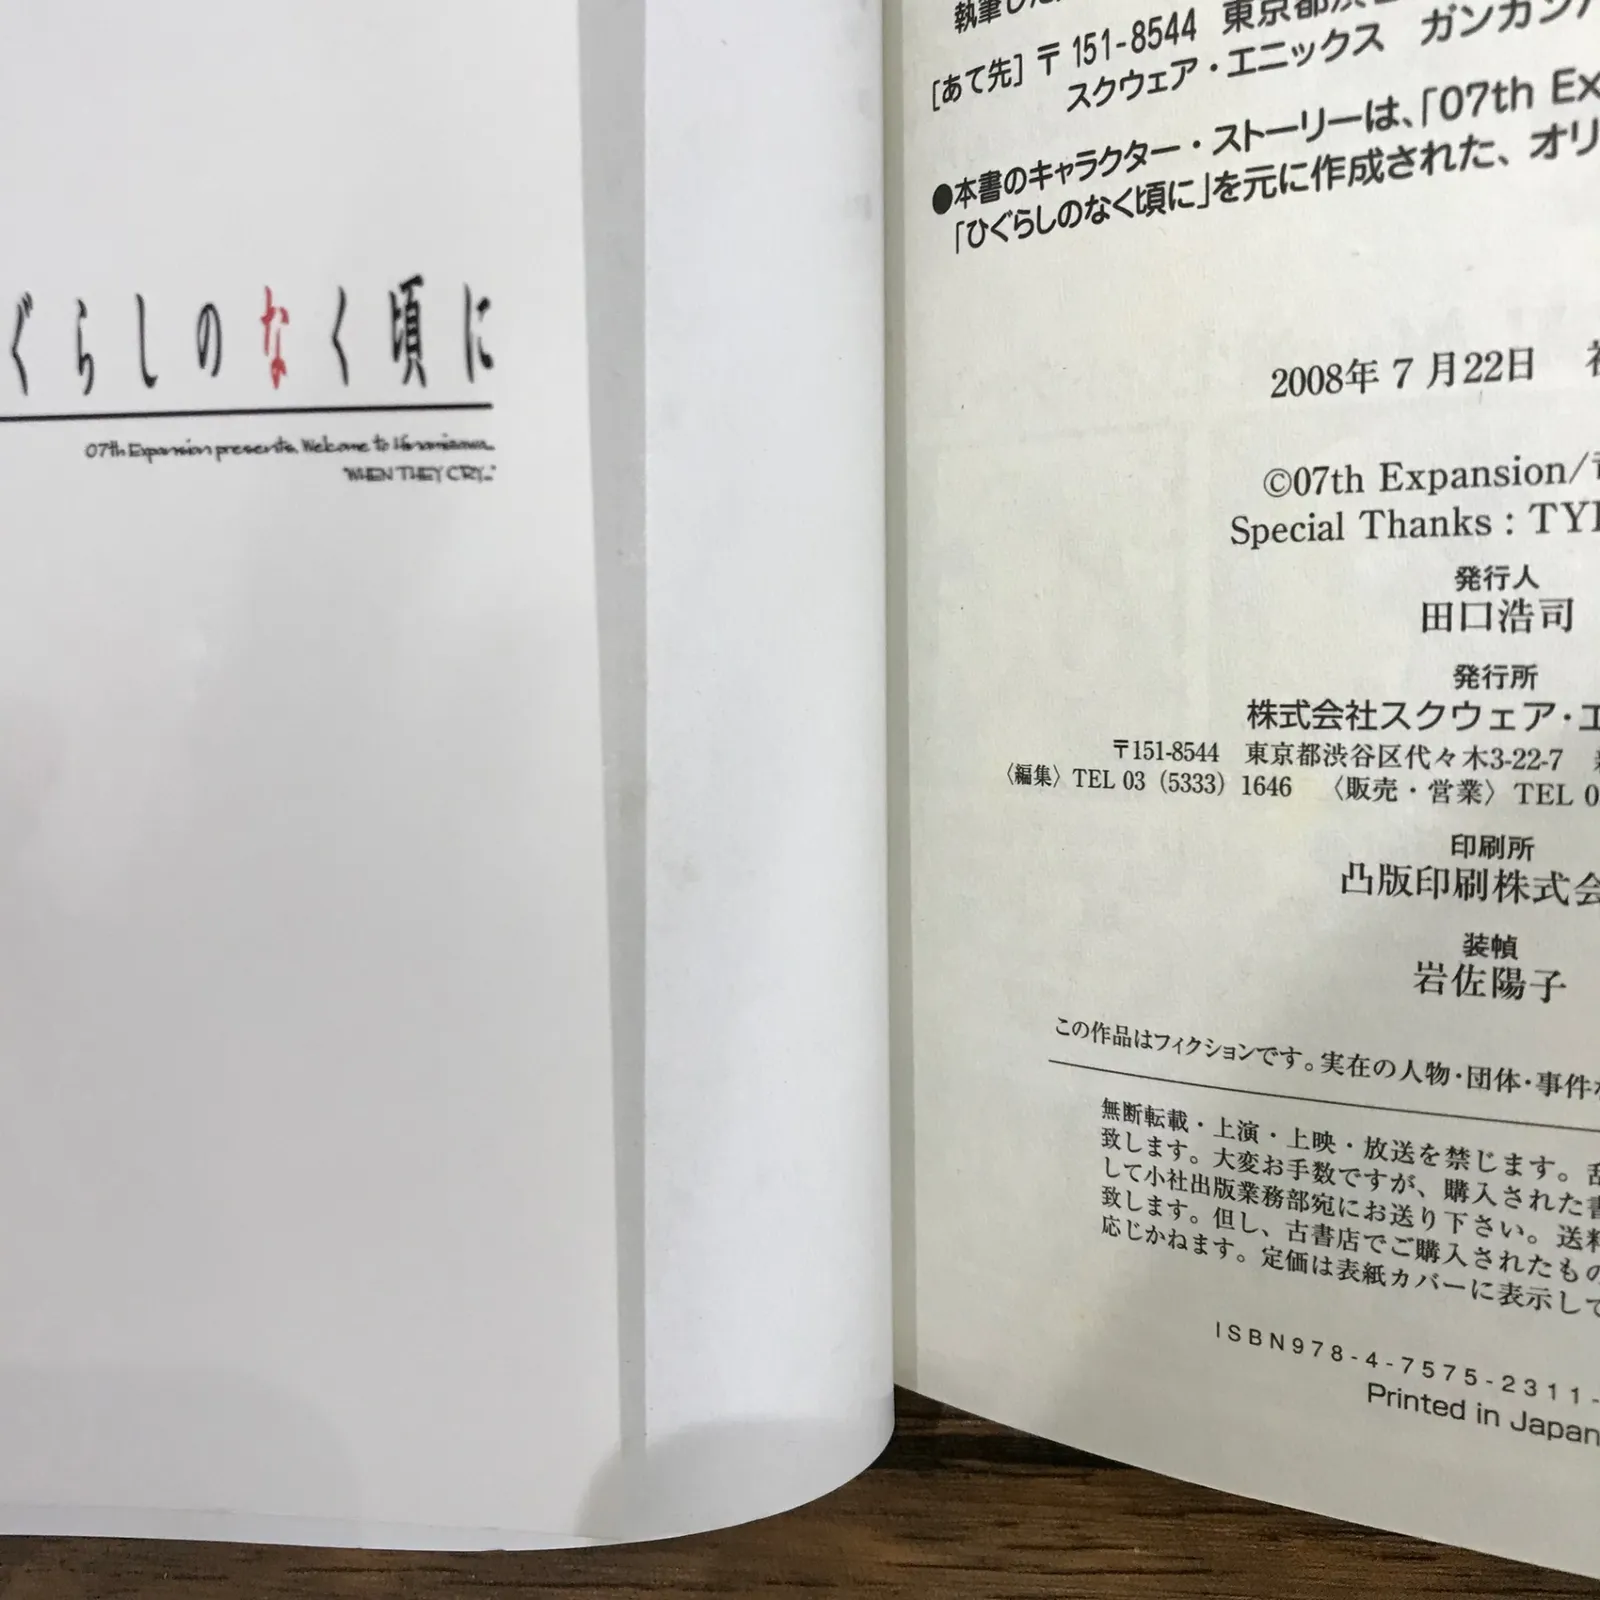 ぐらしのなく頃に
07th Expansion presents. Welcome to Hinamizawa...
"WHEN THEY CRY..."
[あて先] 〒151-8544 東京都渋
スクウェア・エニックス ガンガン
●本書のキャラクター・ストーリーは、「07th Ex
「ひぐらしのなく頃に」を元に作成された、オリ
2008年7月22日
©07th Expansion/
Special Thanks : TY
発行人
田口浩司
発行所
株式会社スクウェア・エ
〒151-8544 東京都渋谷区代々木3-22-7
〈編集〉TEL 03（5333）1646 〈販売・営業〉TEL 0
印刷所
凸版印刷株式会
装幀
岩佐陽子
この作品はフィクションです。実在の人物・団体・事件
無断転載・上演・上映・放送を禁じます。
致します。大変お手数ですが、購入された書
して小社出版業務部宛にお送り下さい。送料
致します。但し、古書店でご購入されたもの
応じかねます。定価は表紙カバーに表示して
ISBN978-4-7575-2311-
Printed in Japan